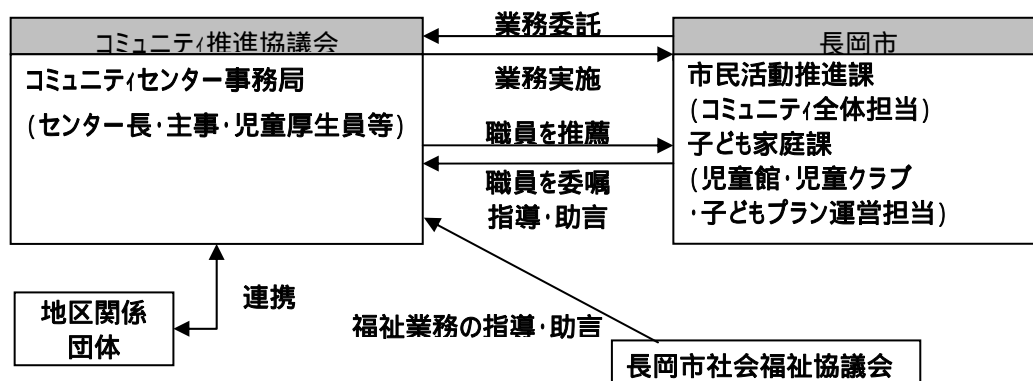 コミュニティ推進協議会
コミュニティセンター事務局
(センター長・主事・児童厚生員等)
業務委託
業務実施
職員を推薦
職員を委嘱
指導・助言
長岡市
市民活動推進課
(コミュニティ全体担当)
子ども家庭課
(児童館・児童クラブ
・子どもプラン運営担当)
地区関係
団体
連携
福祉業務の指導・助言
長岡市社会福祉協議会